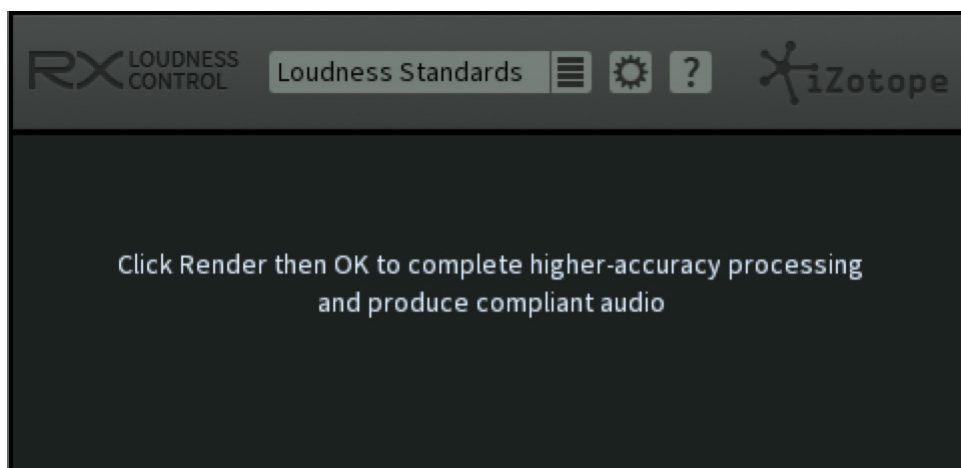 RX LOUDNESS CONTROL
Loudness Standards
?
iZotope
Click Render then OK to complete higher-accuracy processing
and produce compliant audio